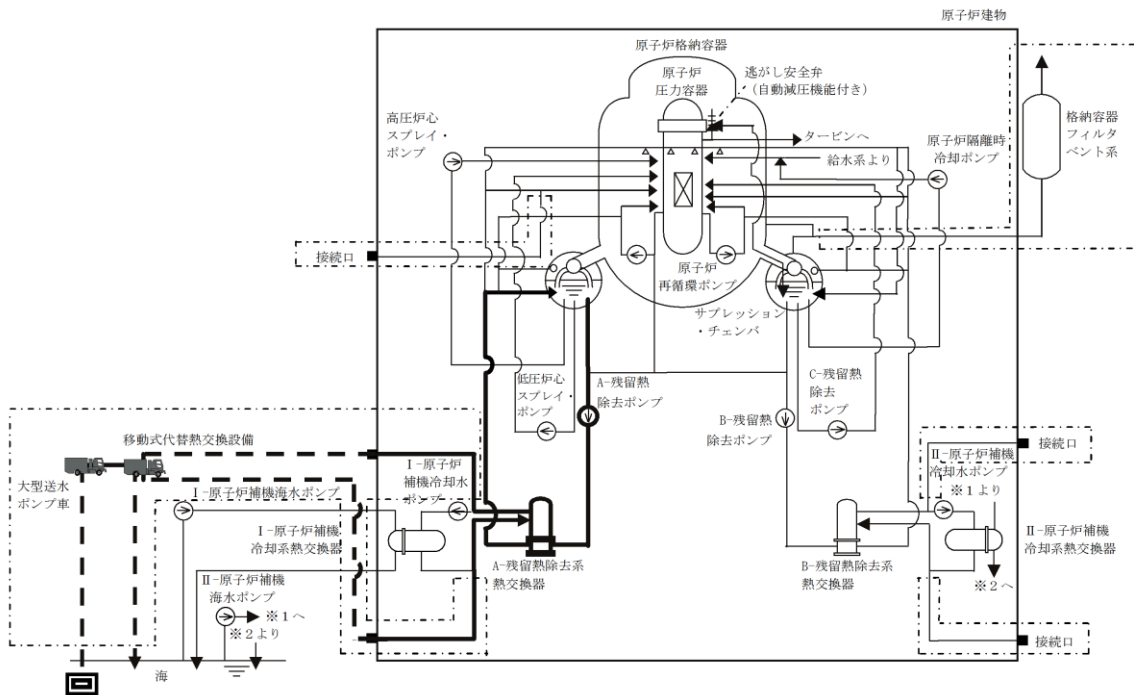 原子炉建物
原子炉格納容器
原子炉
圧力容器
逃がし安全弁
(自動減圧機能付き)
高圧炉心
スプレイ・
ポンプ
タービンへ
給水系より
原子炉隔離時
冷却ポンプ
格納容器
フィルタ
ベント系
接続口
原子炉
再循環ポンプ
サプレッション
・チェンバ
低圧炉心
スプレイ・
ポンプ
A-残留熱
除去ポンプ
C-残留熱
除去
ポンプ
B-残留熱
除去ポンプ
移動式代替熱交換設備
大型送水
ポンプ車
Ⅰ-原子炉補機海水ポンプ
Ⅰ-原子炉
補機冷却水
ポンプ
Ⅰ-原子炉補機
冷却系熱交換器
Ⅱ-原子炉補機
海水ポンプ
※1へ
※2より
海
A-残留熱除去系
熱交換器
B-残留熱除去系
熱交換器
接続口
Ⅱ-原子炉補機
冷却水ポンプ
※1より
Ⅱ-原子炉補機
冷却系熱交換器
※2へ
接続口